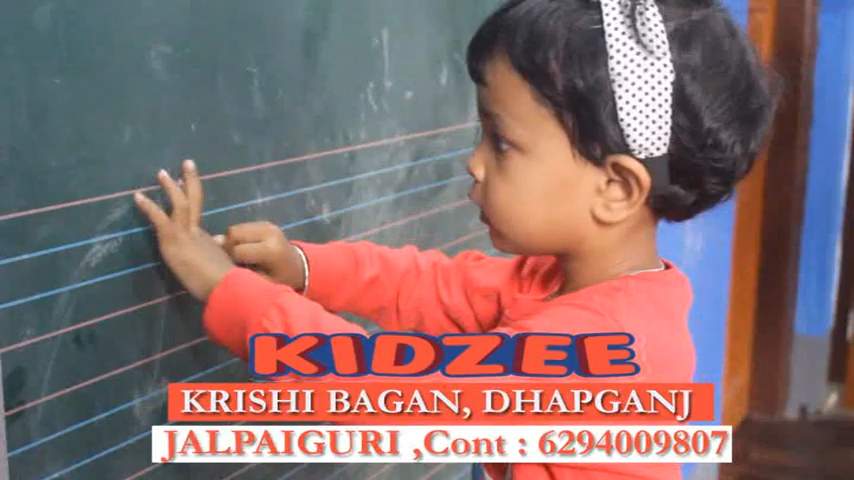 KIDZEE
KRISHI BAGAN, DHAPGANJ
JALPAIGURI ,Cont : 6294009807